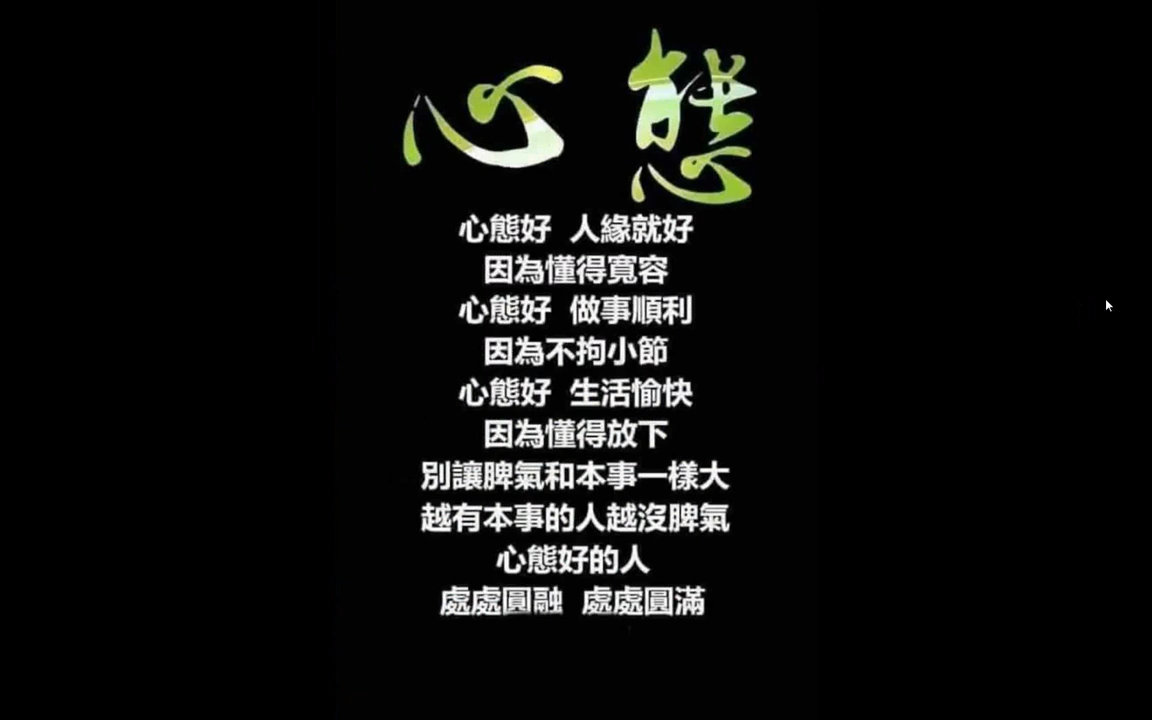 心態
心態好 人緣就好
因為懂得寬容
心態好 做事順利
因為不拘小節
心態好 生活愉快
因為懂得放下
別讓脾氣和本事一樣大
越有本事的人越沒脾氣
心態好的人
處處圓融 處處圓滿